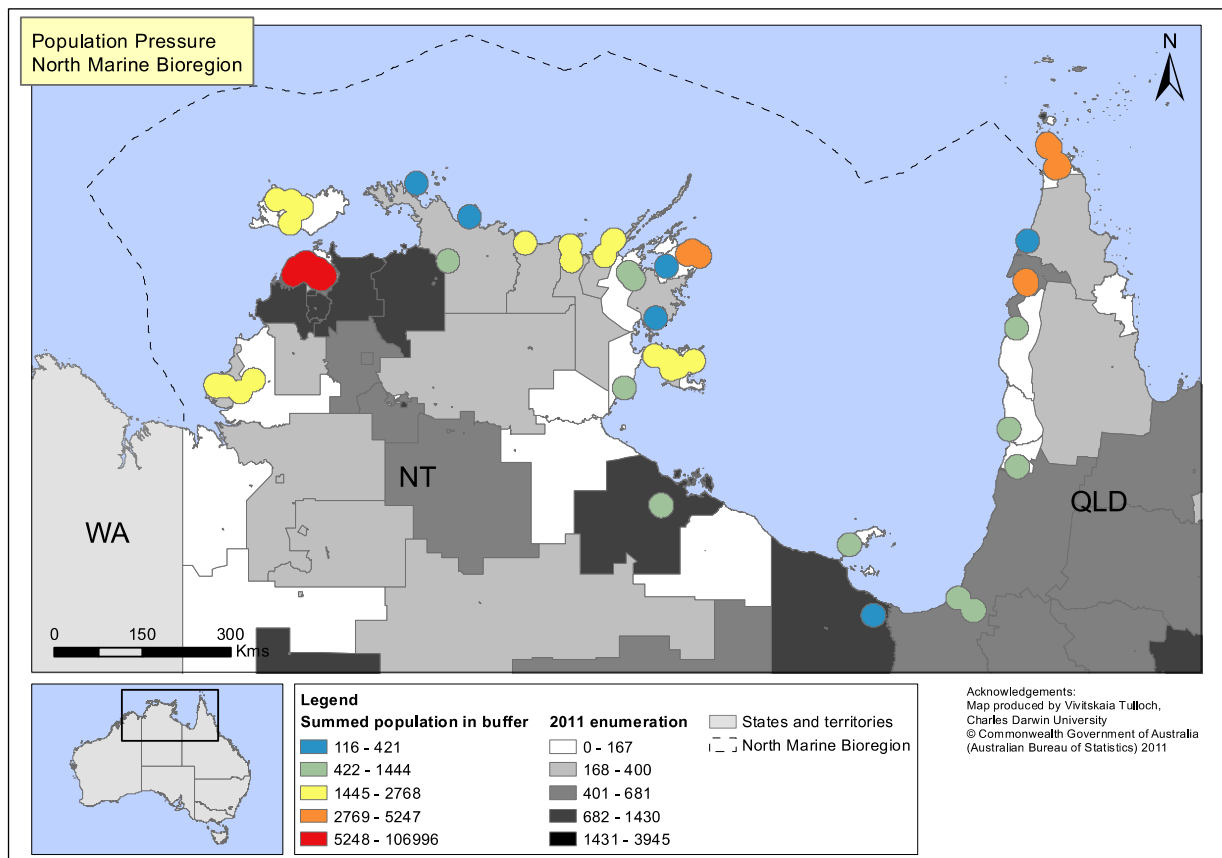 Population Pressure
North Marine Bioregion
N
WA
NT
QLD
0 150 300
Kms
Legend
Summed population in buffer
116 - 421
422 - 1444
1445 - 2768
2769 - 5247
5248 - 106996
2011 enumeration
0 - 167
168 - 400
401 - 681
682 - 1430
1431 - 3945
States and territories
North Marine Bioregion
Acknowledgements:
Map produced by Vivitskaia Tulloch,
Charles Darwin University
© Commonwealth Government of Australia
(Australian Bureau of Statistics) 2011